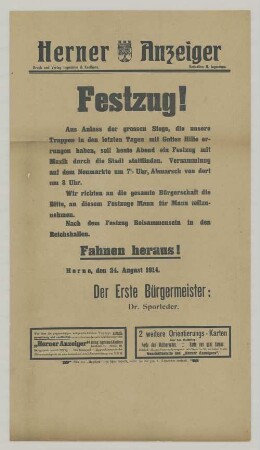 Herner Anzeiger
Festzug!
Aus Anlass der grossen Siege, die unsere
Truppen in den letzten Tagen mit Gottes Hilfe er-
rungen haben, soll heute Abend ein Festzug mit
Musik durch die Stadt stattfinden. Versammlung
auf dem Neumarkte um 7 Uhr, Abmarsch von dort
um 8 Uhr.
Wir richten an die gesamte Bürgerschaft die
Bitte, an diesem Festzuge Mann für Mann teilzu-
nehmen.
Nach dem Festzug Beisammensein in den
Reichshallen.
Fahnen heraus!
Herne, den 24. August 1914.
Der Erste Bürgermeister:
Dr. Sporleder.
"Herner Anzeiger"
2 weitere Orientierungs-Karten